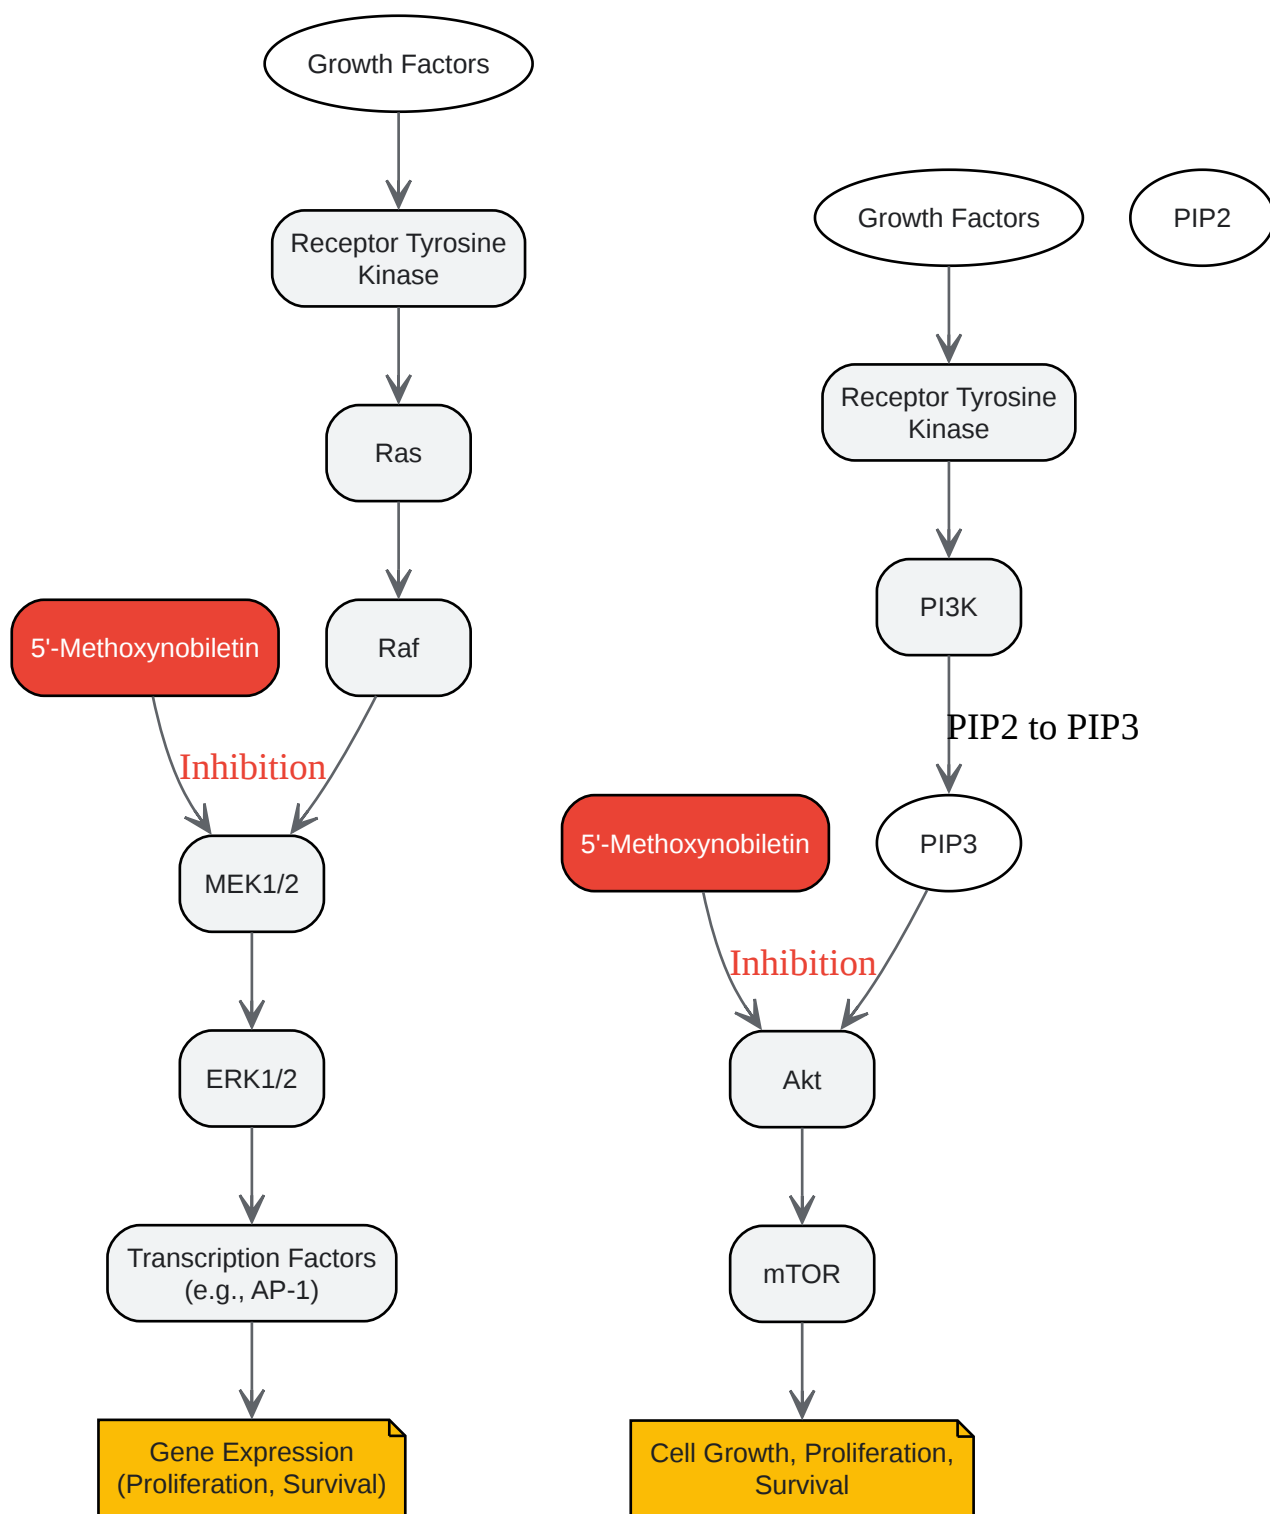 Growth Factors
Receptor Tyrosine
Kinase
Ras
5'-Methoxynobiletin
Raf
Inhibition
MEK1/2
ERK1/2
Transcription Factors
(e.g., AP-1)
Gene Expression
(Proliferation, Survival)
Growth Factors
PIP2
Receptor Tyrosine
Kinase
PI3K
PIP2 to PIP3
5'-Methoxynobiletin
PIP3
Inhibition
Akt
mTOR
Cell Growth, Proliferation,
Survival